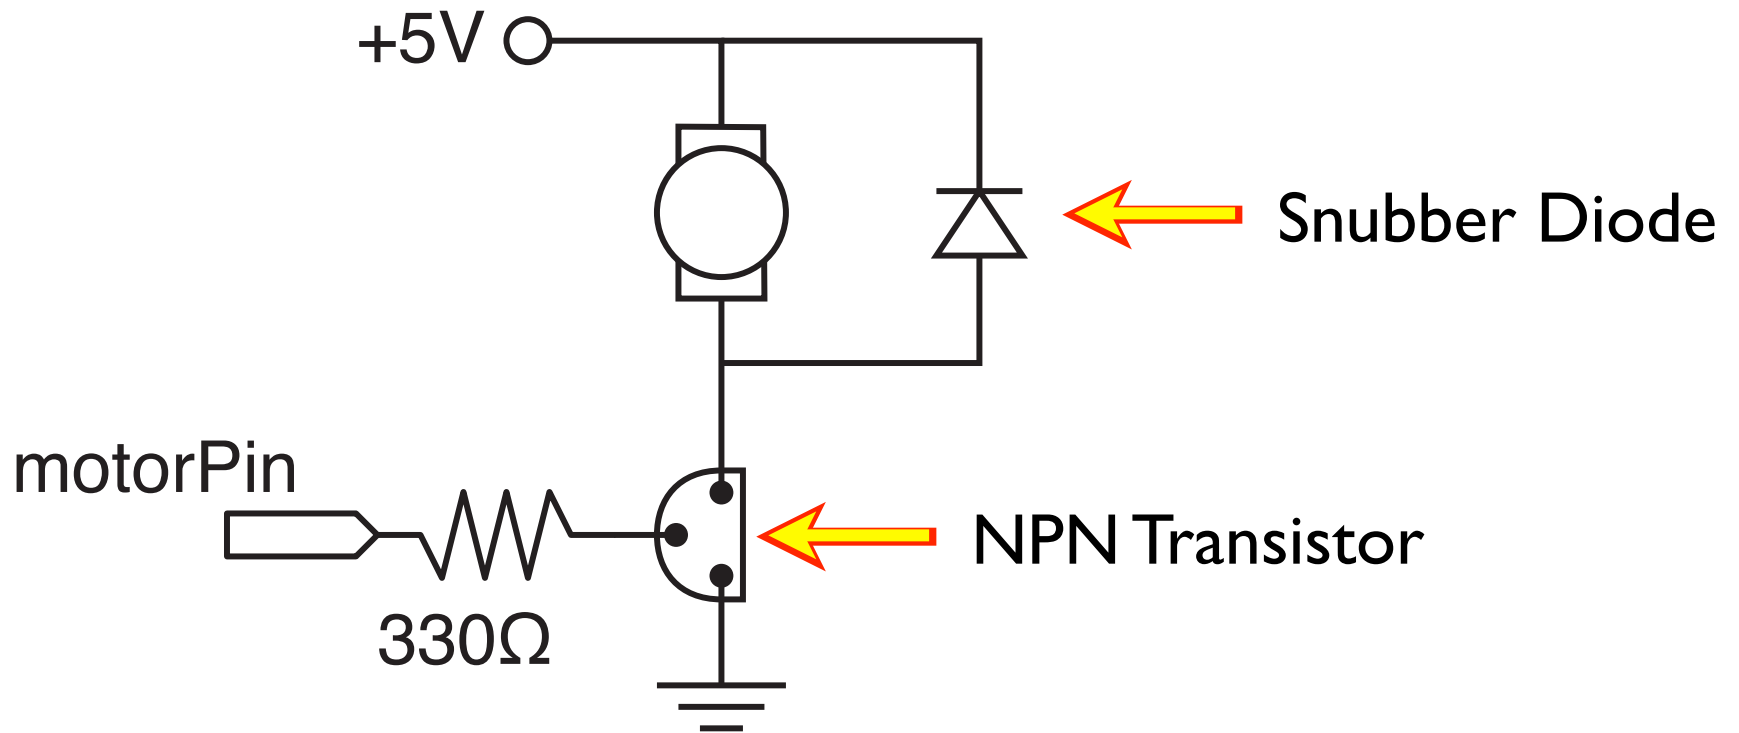 +5V
Snubber Diode
motorPin
NPN Transistor
330Ω